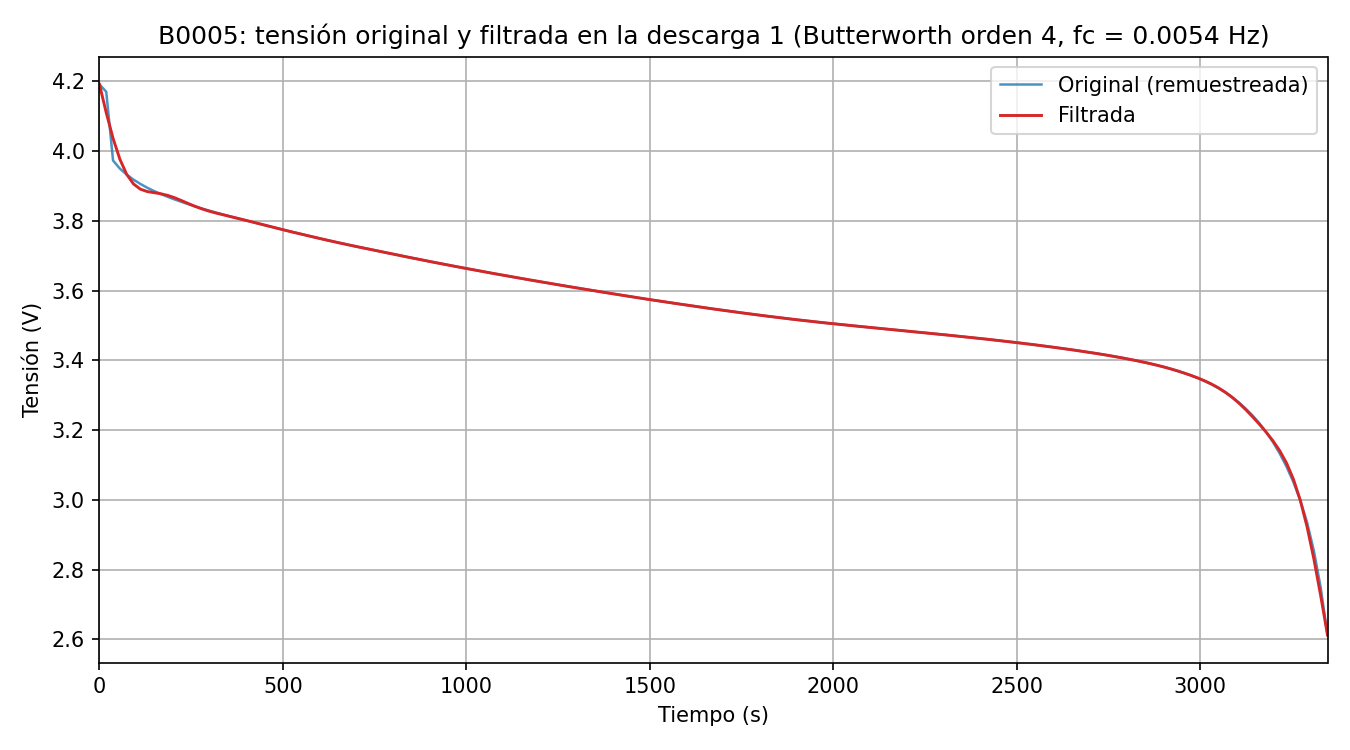 B0005: tensión original y filtrada en la descarga 1 (Butterworth orden 4, fc = 0.0054 Hz)
Original (remuestreada)
Filtrada
Tensión (V)
4.2
4.0
3.8
3.6
3.4
3.2
3.0
2.8
2.6
0 500 1000 1500 2000 2500 3000
Tiempo (s)